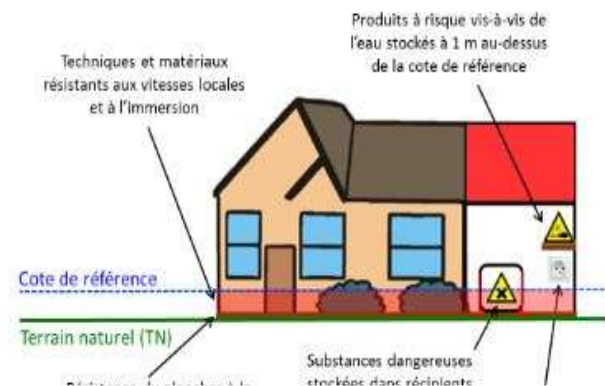 Produits à risque vis-à-vis de
l'eau stockés à 1 m au-dessus
de la cote de référence
Techniques et matériaux
résistants aux vitesses locales
et à l'immersion
Cote de référence
Terrain naturel (TN)
Substances dangereuses
stockées dans récipients